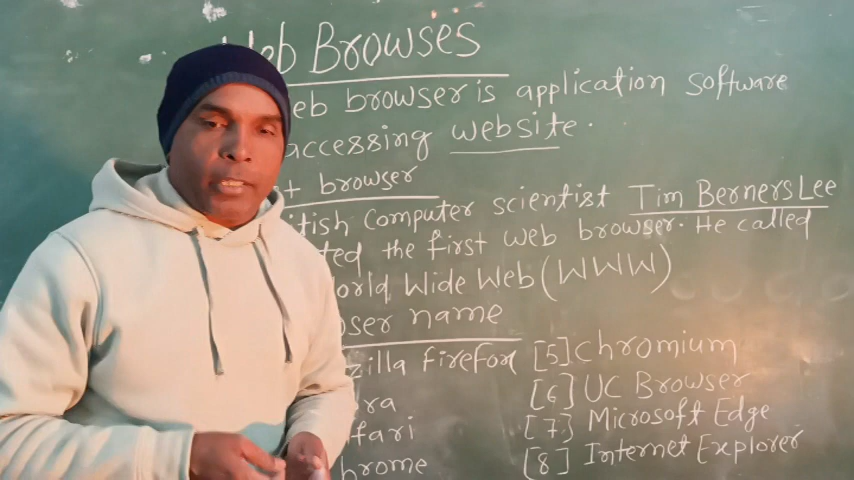 Web Browses
eb browser is application software
accessing website.
t browser
itish Computer scientist Tim Berners Lee
ted the first web browser. He called
orld Wide Web (WWW)
ser name
zilla firefox [5] chromium
ra [6] UC Browser
fari [7] Microsoft Edge
hrome [8] Internet Explorer